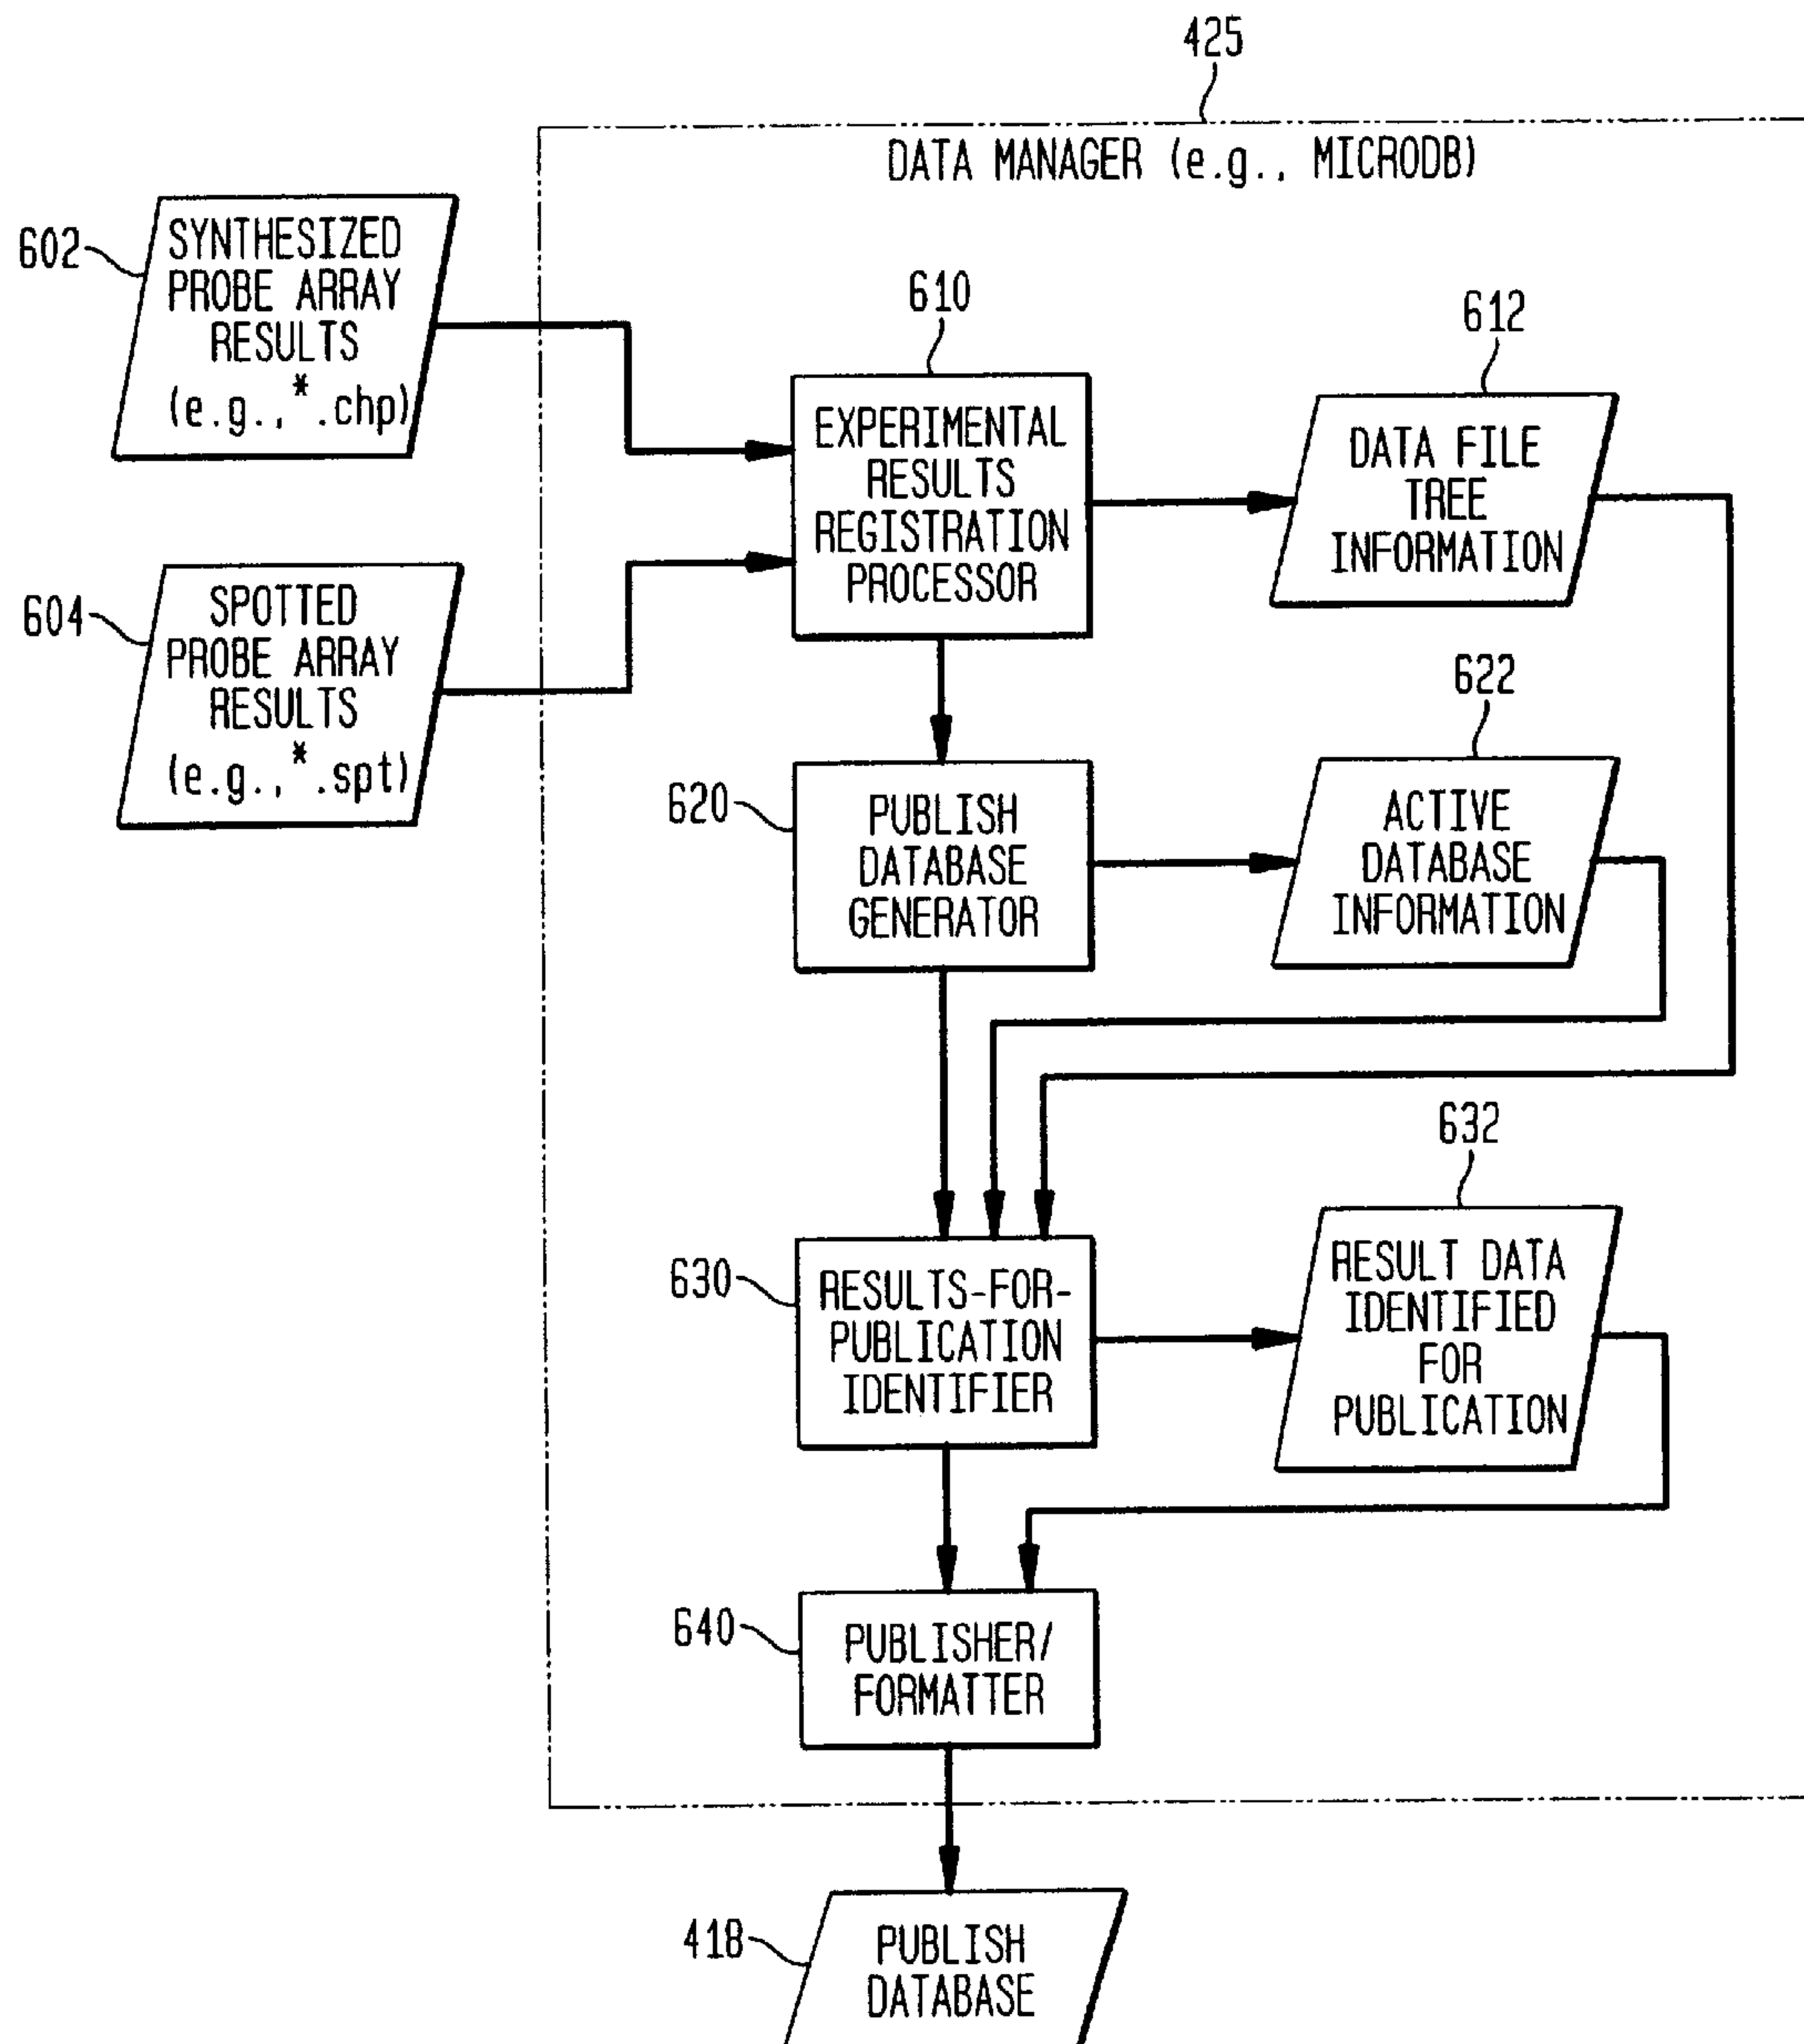 425
DATA MANAGER (e.g., MICRODB)
602
SYNTHESIZED
PROBE ARRAY
RESULTS
(e.g., *.chp)
610
EXPERIMENTAL
RESULTS
REGISTRATION
PROCESSOR
612
DATA FILE
TREE
INFORMATION
604
SPOTTED
PROBE ARRAY
RESULTS
(e.g., *.spt)
620
PUBLISH
DATABASE
GENERATOR
622
ACTIVE
DATABASE
INFORMATION
630
RESULTS-FOR-
PUBLICATION
IDENTIFIER
632
RESULT DATA
IDENTIFIED
FOR
PUBLICATION
640
PUBLISHER/
FORMATTER
418
PUBLISH
DATABASE